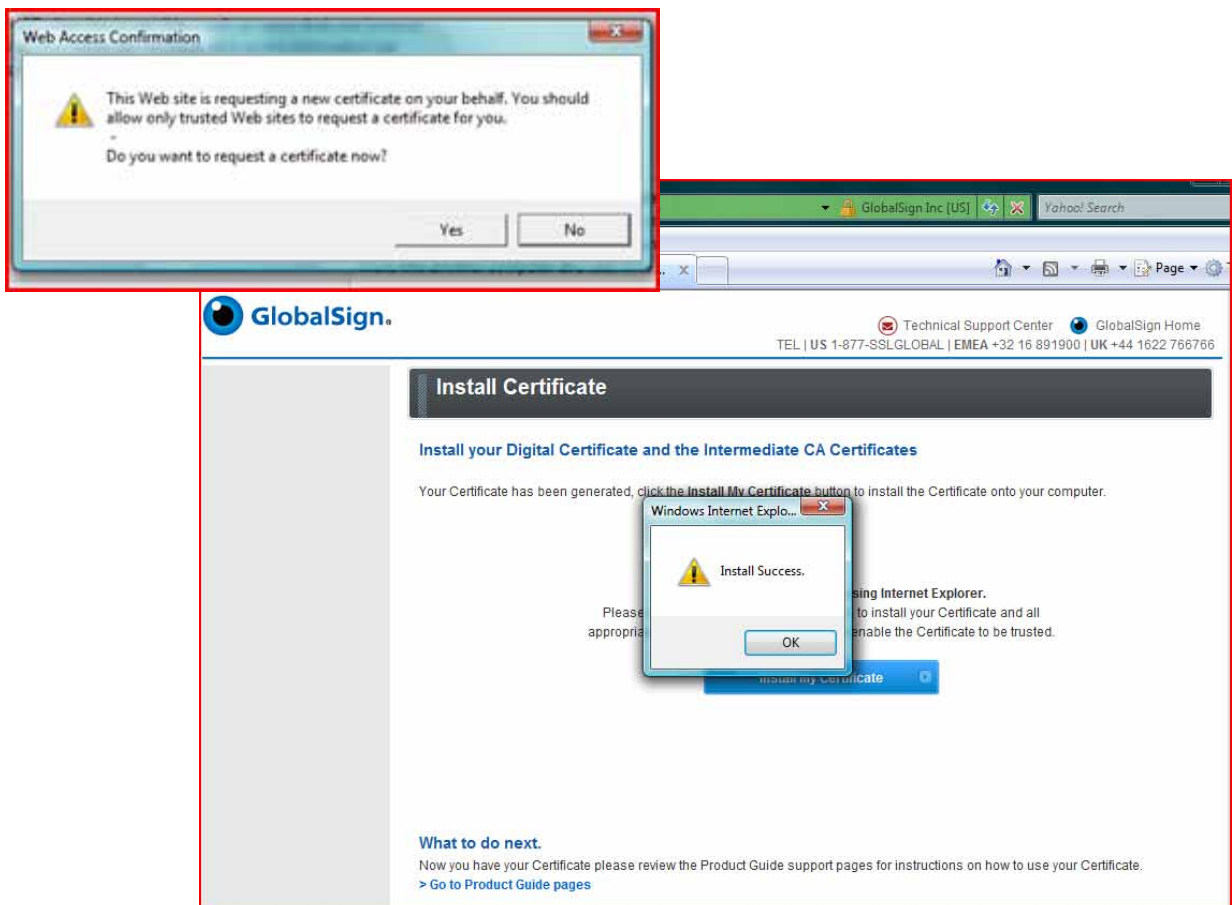 Web Access Confirmation
This Web site is requesting a new certificate on your behalf. You should
allow only trusted Web sites to request a certificate for you.
-
Do you want to request a certificate now?
Yes No
GlobalSign Inc [US] Yahoo! Search
.. x Page
GlobalSign.
Technical Support Center GlobalSign Home
TEL | US 1-877-SSLGLOBAL | EMEA +32 16 891900 | UK +44 1622 766766
Install Certificate
Install your Digital Certificate and the Intermediate CA Certificates
Your Certificate has been generated, click the Install My Certificate button to install the Certificate onto your computer.
Windows Internet Explo...
Install Success.
OK
sing Internet Explorer.
Please to install your Certificate and all
appropria enable the Certificate to be trusted.
Install My Certificate
What to do next.
Now you have your Certificate please review the Product Guide support pages for instructions on how to use your Certificate.
> Go to Product Guide pages